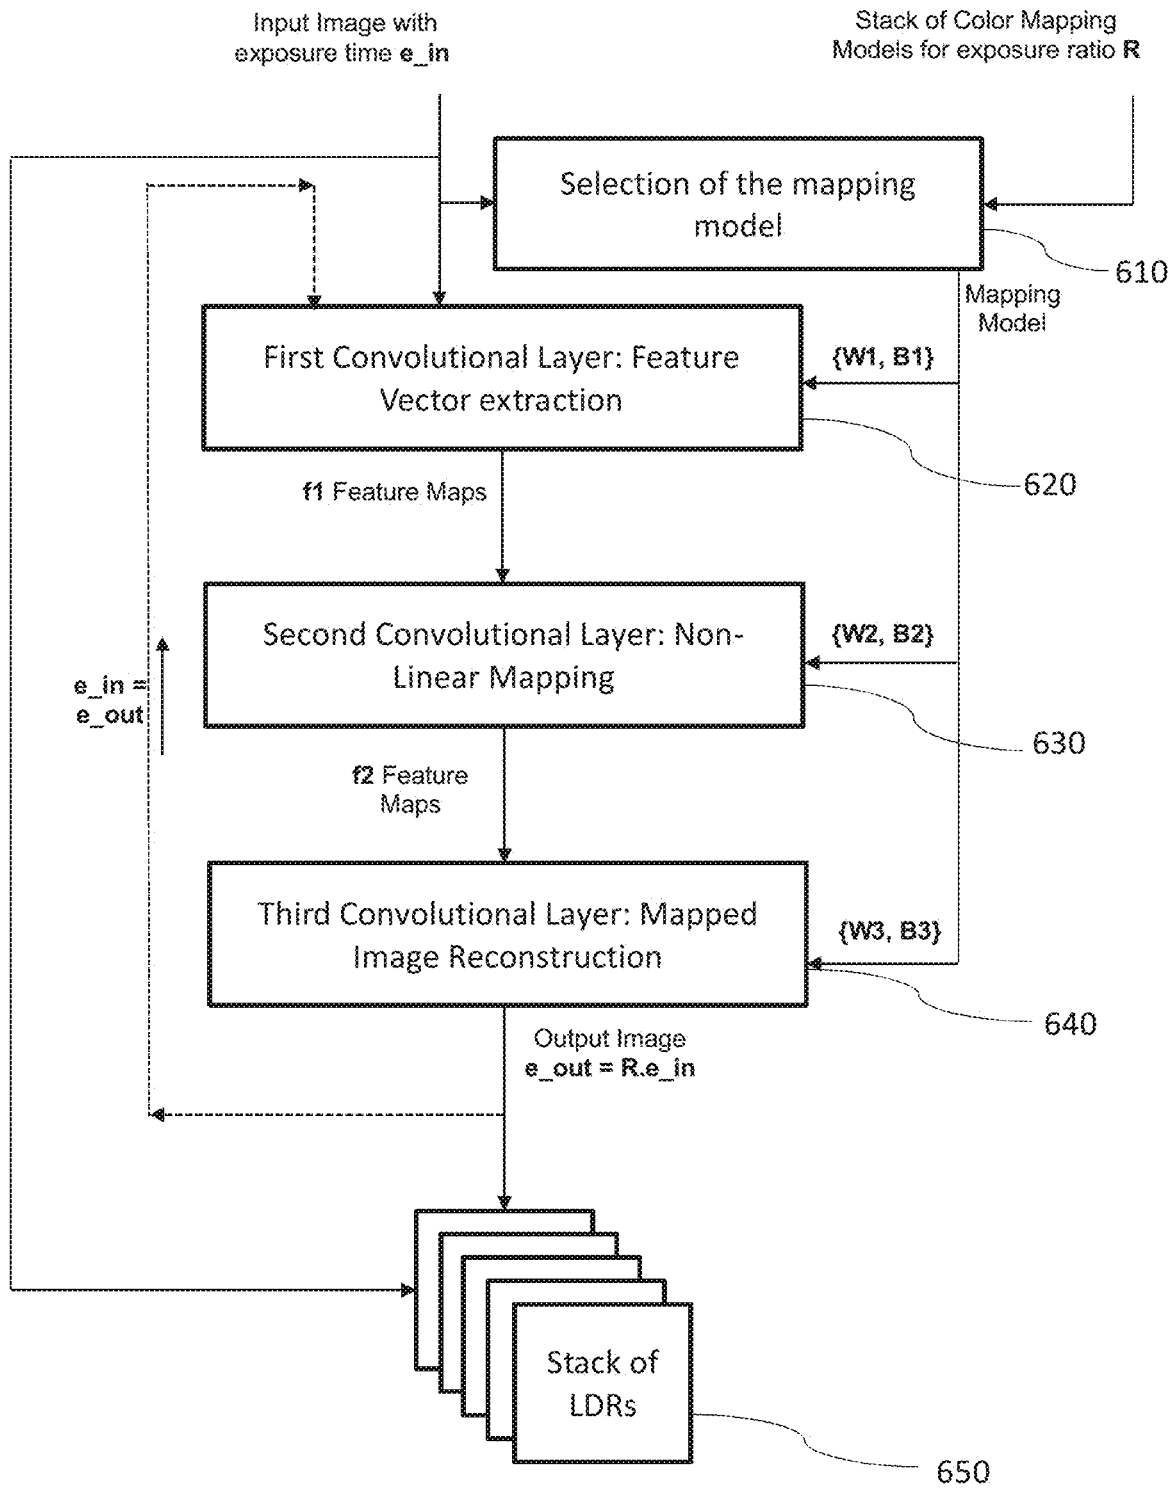 Input Image with
exposure time e_in
Stack of Color Mapping
Models for exposure ratio R
Selection of the mapping
model
610
Mapping
Model
First Convolutional Layer: Feature
Vector extraction
{W1, B1}
620
f1 Feature Maps
Second Convolutional Layer: Non-
Linear Mapping
{W2, B2}
630
e_in =
e_out
f2 Feature
Maps
Third Convolutional Layer: Mapped
Image Reconstruction
{W3, B3}
640
Output Image
e_out = R.e_in
Stack of
LDRs
650